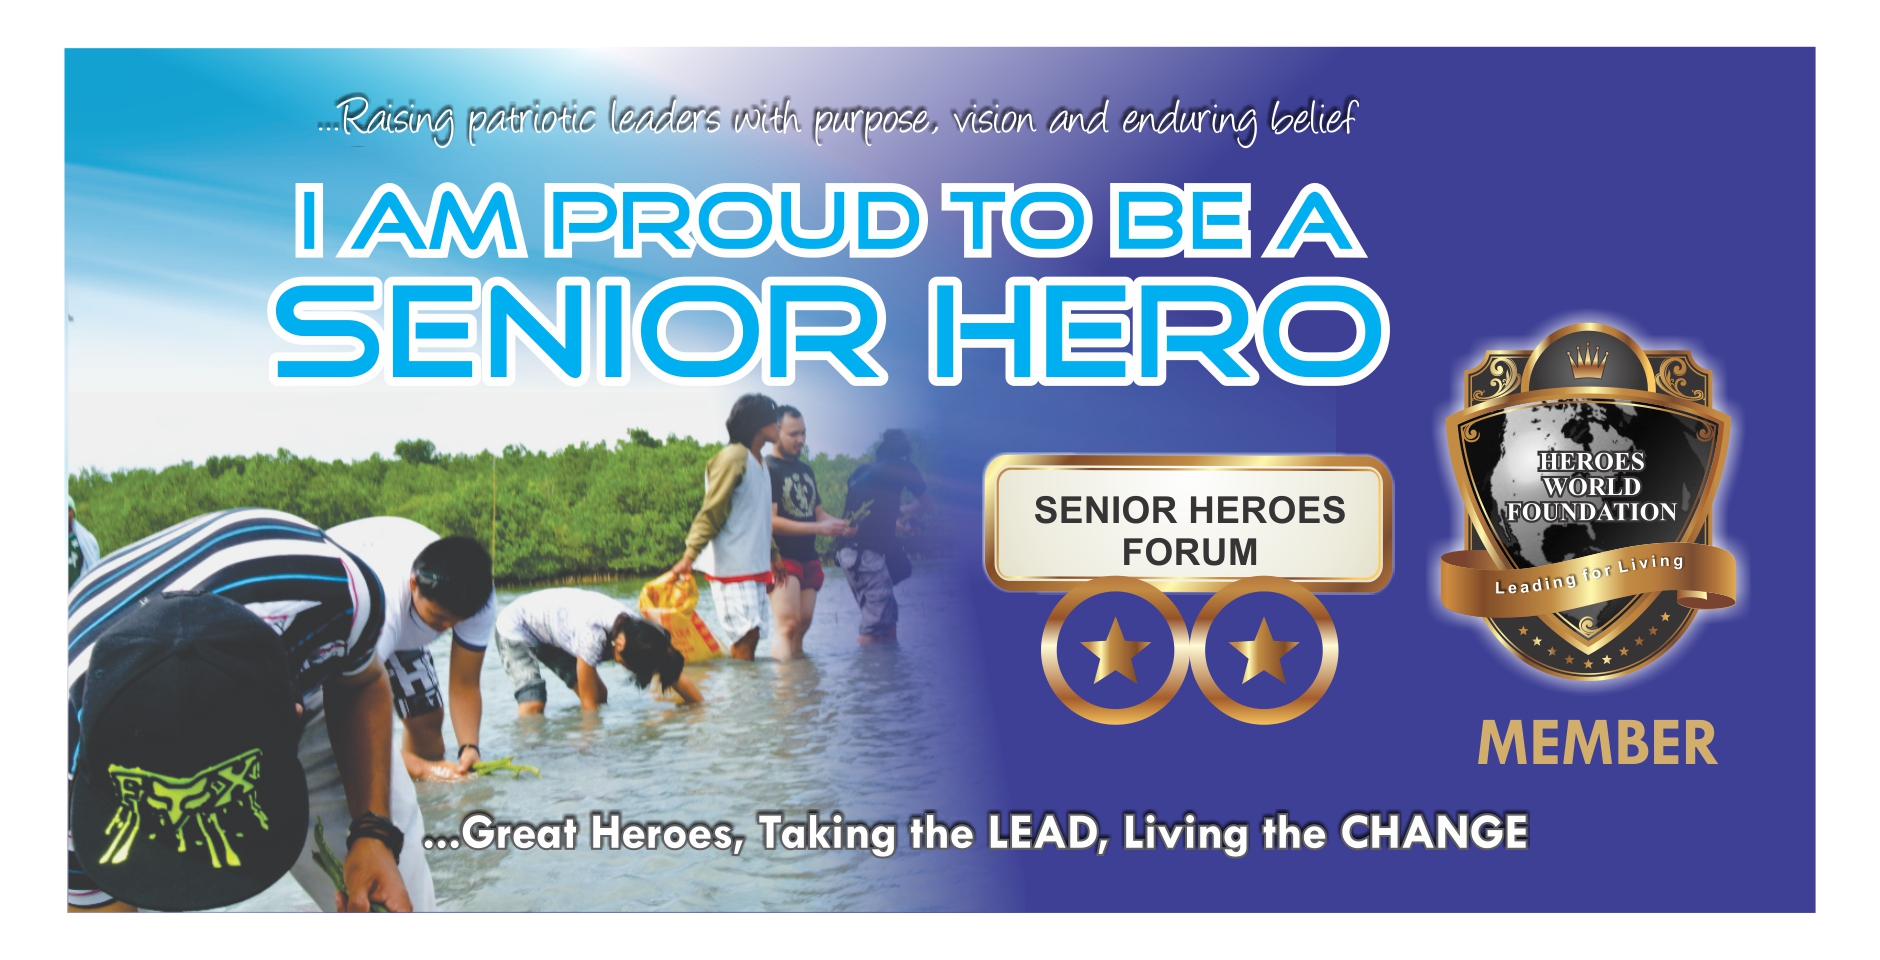 ...Raising patriotic leaders with purpose, vision and enduring belief
I AM PROUD TO BE A
SENIOR HERO
SENIOR HEROES
FORUM
HEROES
WORLD
FOUNDATION
Leading for Living
MEMBER
...Great Heroes, Taking the LEAD, Living the CHANGE